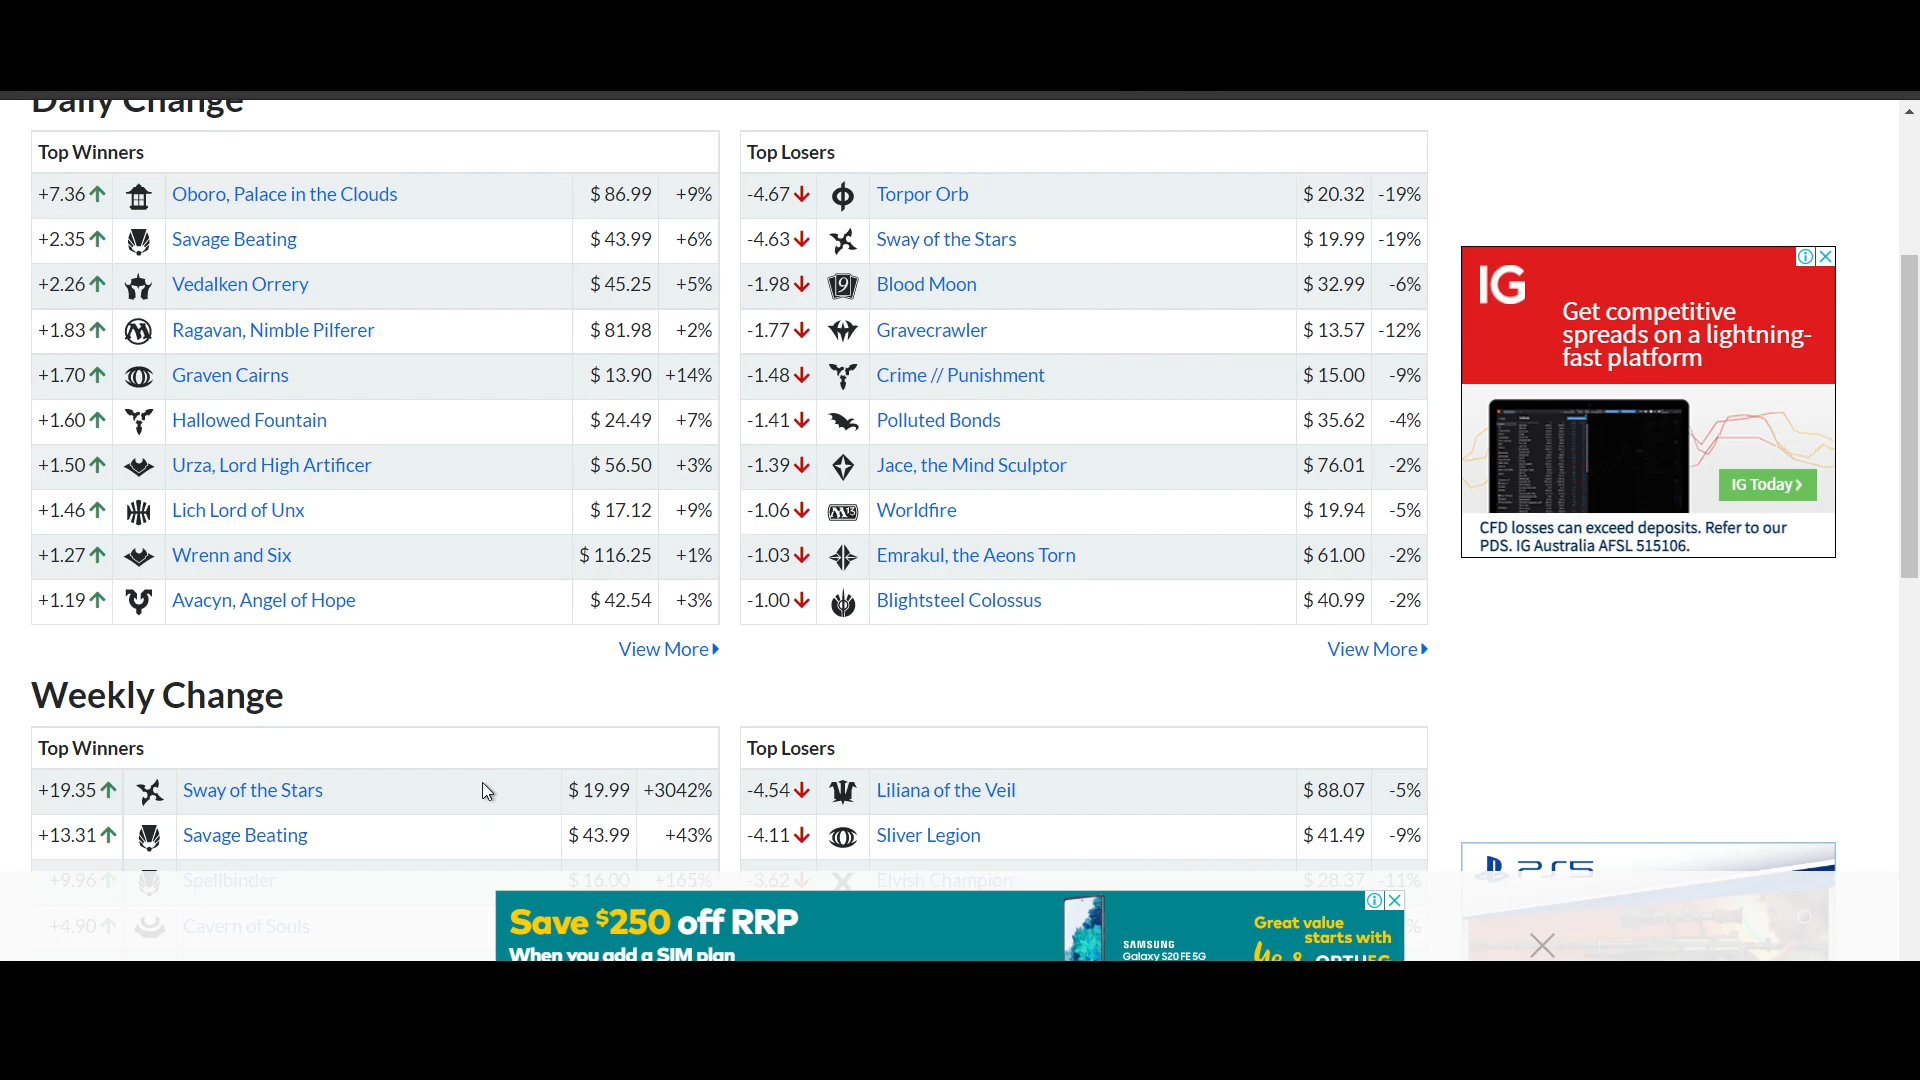 Daily Change
Top Winners
+7.36 Oboro, Palace in the Clouds $ 86.99 +9%
+2.35 Savage Beating $ 43.99 +6%
+2.26 Vedalken Orrery $ 45.25 +5%
+1.83 Ragavan, Nimble Pilferer $ 81.98 +2%
+1.70 Graven Cairns $ 13.90 +14%
+1.60 Hallowed Fountain $ 24.49 +7%
+1.50 Urza, Lord High Artificer $ 56.50 +3%
+1.46 Lich Lord of Unx $ 17.12 +9%
+1.27 Wrenn and Six $ 116.25 +1%
+1.19 Avacyn, Angel of Hope $ 42.54 +3%
View More
Top Losers
-4.67 Torpor Orb $ 20.32 -19%
-4.63 Sway of the Stars $ 19.99 -19%
-1.98 Blood Moon $ 32.99 -6%
-1.77 Gravecrawler $ 13.57 -12%
-1.48 Crime // Punishment $ 15.00 -9%
-1.41 Polluted Bonds $ 35.62 -4%
-1.39 Jace, the Mind Sculptor $ 76.01 -2%
-1.06 Worldfire $ 19.94 -5%
-1.03 Emrakul, the Aeons Torn $ 61.00 -2%
-1.00 Blightsteel Colossus $ 40.99 -2%
View More
Weekly Change
Top Winners
+19.35 Sway of the Stars $ 19.99 +3042%
+13.31 Savage Beating $ 43.99 +43%
+9.96 Spellbinder $ 16.00 +165%
+4.90 Cavern of Souls
Top Losers
-4.54 Liliana of the Veil $ 88.07 -5%
-4.11 Sliver Legion $ 41.49 -9%
-3.62 Elvish Champion $ 28.37 -11%
IG
Get competitive
spreads on a lightning-
fast platform
IG Today
CFD losses can exceed deposits. Refer to our
PDS. IG Australia AFSL 515106.
PS5
Save $250 off RRP
When you add a SIM plan
SAMSUNG
Galaxy S20 FE 5G
Great value
starts with